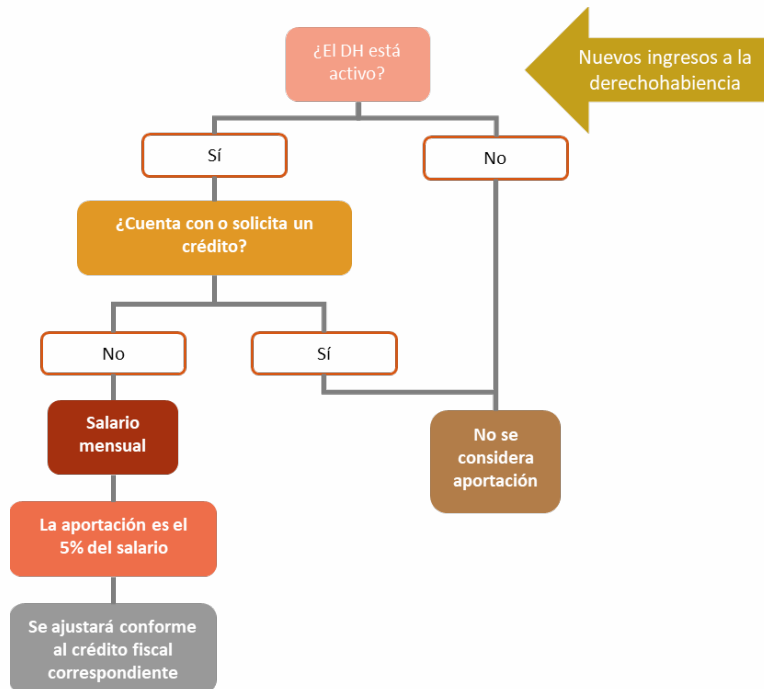 ¿El DH está
activo?
Nuevos ingresos a la
derechohabiencia
Sí
No
¿Cuenta con o solicita un
crédito?
No
Sí
Salario
mensual
No se
considera
aportación
La aportación es el
5% del salario
Se ajustará conforme
al crédito fiscal
correspondiente